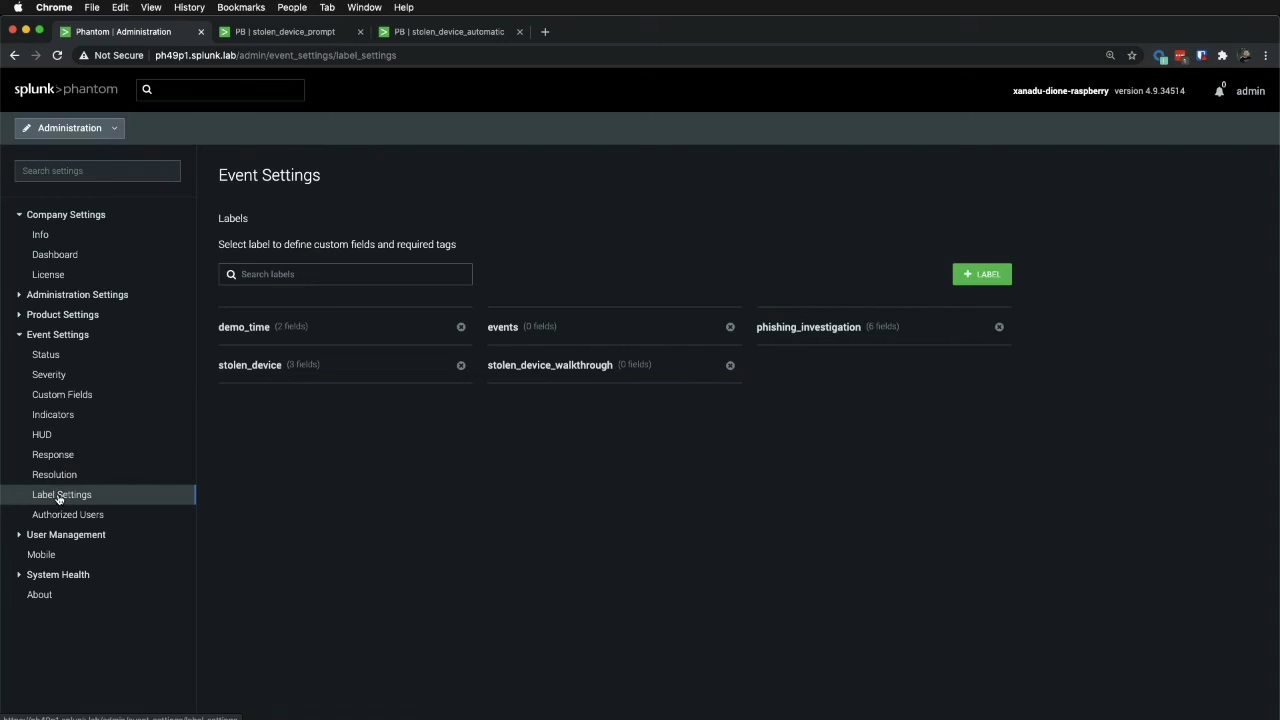 Chrome File Edit View History Bookmarks People Tab Window Help
Phantom | Administration
PB | stolen_device_prompt
PB | stolen_device_automatic
Not Secure ph49p1.splunk.lab/admin/event_settings/label_settings
splunk>phantom
xanadu-dione-raspberry version 4.9.34514
0
admin
Administration
Search settings
Company Settings
Info
Dashboard
License
Administration Settings
Product Settings
Event Settings
Status
Severity
Custom Fields
Indicators
HUD
Response
Resolution
Label Settings
Authorized Users
User Management
Mobile
System Health
About
Event Settings
Labels
Select label to define custom fields and required tags
Search labels
+ LABEL
demo_time (2 fields)
events (0 fields)
phishing_investigation (6 fields)
stolen_device (3 fields)
stolen_device_walkthrough (0 fields)